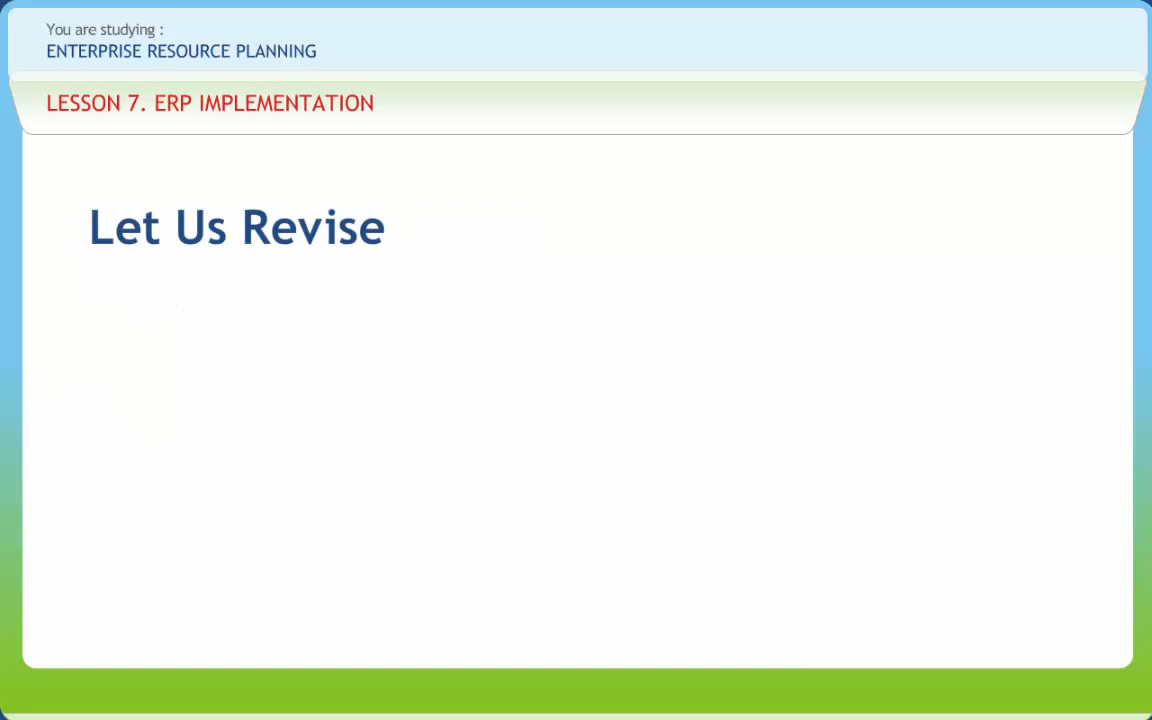 You are studying :
ENTERPRISE RESOURCE PLANNING
LESSON 7. ERP IMPLEMENTATION
Let Us Revise